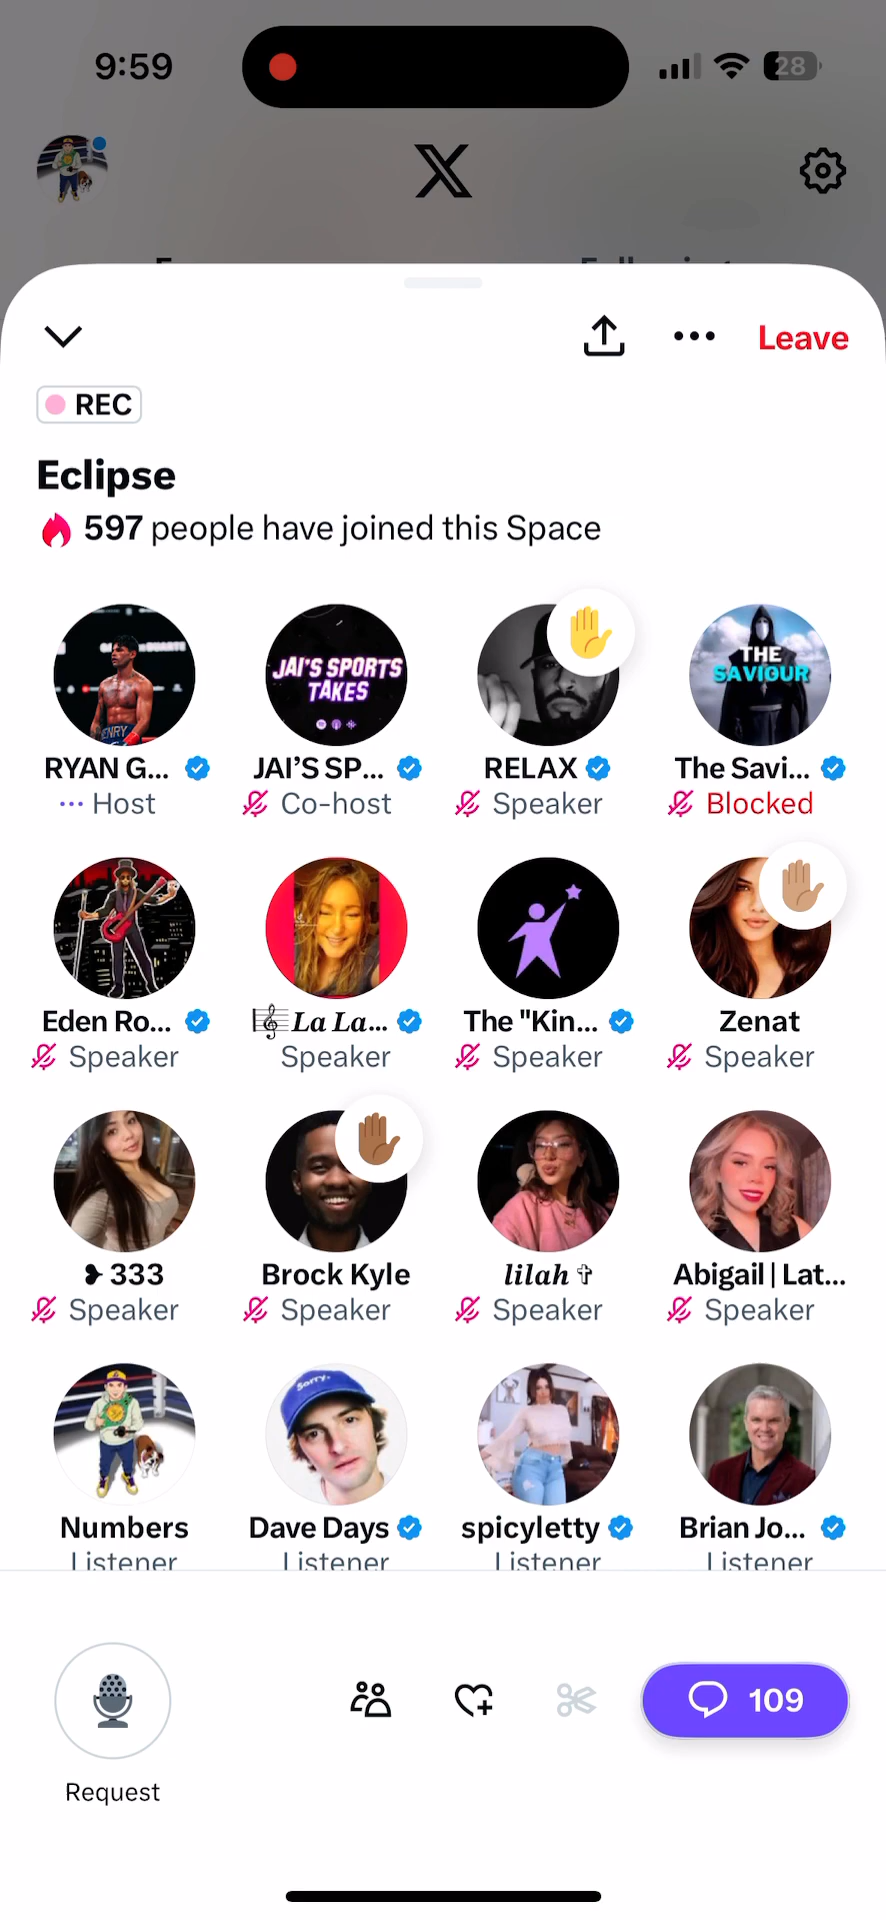 9:59
28
Leave
REC
Eclipse
597 people have joined this Space
JAI'S SPORTS
TAKES
THE
SAVIOUR
RYAN G...
JAI'S SP...
RELAX
The Savi...
Host
Co-host
Speaker
Blocked
Eden Ro...
La La...
The "Kin...
Zenat
Speaker
Speaker
Speaker
Speaker
❥ 333
Brock Kyle
lilah ✞
Abigail | Lat...
Speaker
Speaker
Speaker
Speaker
Sorry.
Numbers
Dave Days
spicyletty
Brian Jo...
Listener
Listener
Listener
Listener
109
Request